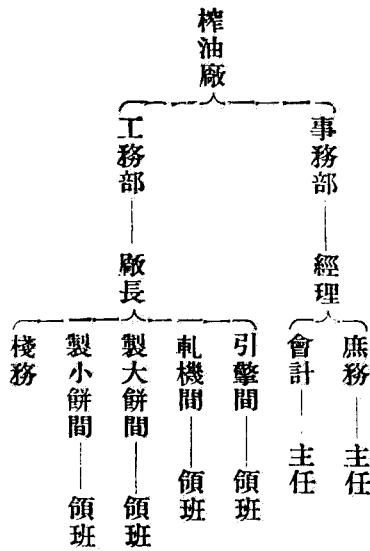 榨油廠
事務部
經理
庶務
主任
會計
主任
工務部
廠長
引擎間
領班
軋機間
領班
製大餅間
領班
製小餅間
領班
棧務